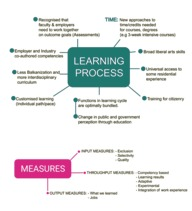 Recognised that
faculty & employers
need to work together
on outcome goals (Assessments)
TIME: New approaches to
time/credits needed
for courses, degrees
(e.g 3-week intensive courses)
Employer and Industry
co-authored competencies
Broad liberal arts skills
LEARNING
PROCESS
Less Balkanization and
more Interdisciplinary
curriculum
Universal access to
some residential
experience
Customised learning
(Individual path/pace)
Functions in learning cycle
are optimally bundled.
Training for citizenry
Change in public and government
perception through education
MEASURES
INPUT MEASURES - Exclusion
- Selectivity
- Quality
THROUGHPUT MEASURES - Competency based
- Learning results
- Adaptive
- Experimental
- Integration of work experience
OUTPUT MEASURES - What we learned
- Jobs